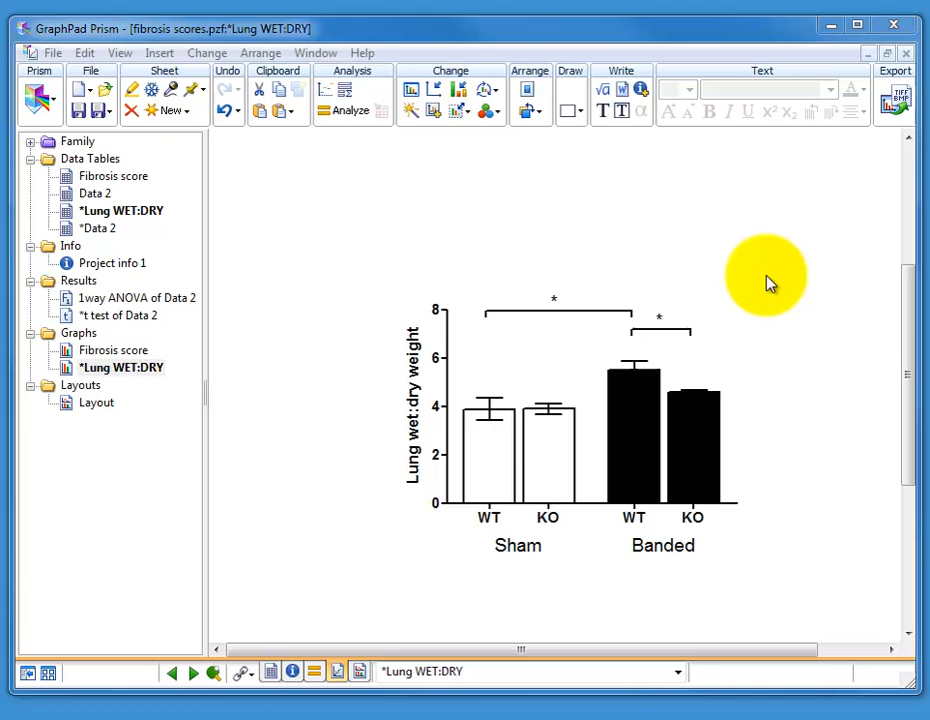 GraphPad Prism - [fibrosis scores.pzf:*Lung WET:DRY]
File Edit View Insert Change Arrange Window Help
Prism File Sheet Undo Clipboard Analysis Change Arrange Draw Write Text Export
New Analyze
Family
Data Tables
Fibrosis score
Data 2
*Lung WET:DRY
*Data 2
Info
Project info 1
Results
1way ANOVA of Data 2
*t test of Data 2
Graphs
Fibrosis score
*Lung WET:DRY
Layouts
Layout
Lung wet:dry weight
8
6
4
2
0
*
*
WT KO WT KO
Sham Banded
*Lung WET:DRY
√α W T T α A A B I U X² X₂ A
TIFF
BMP